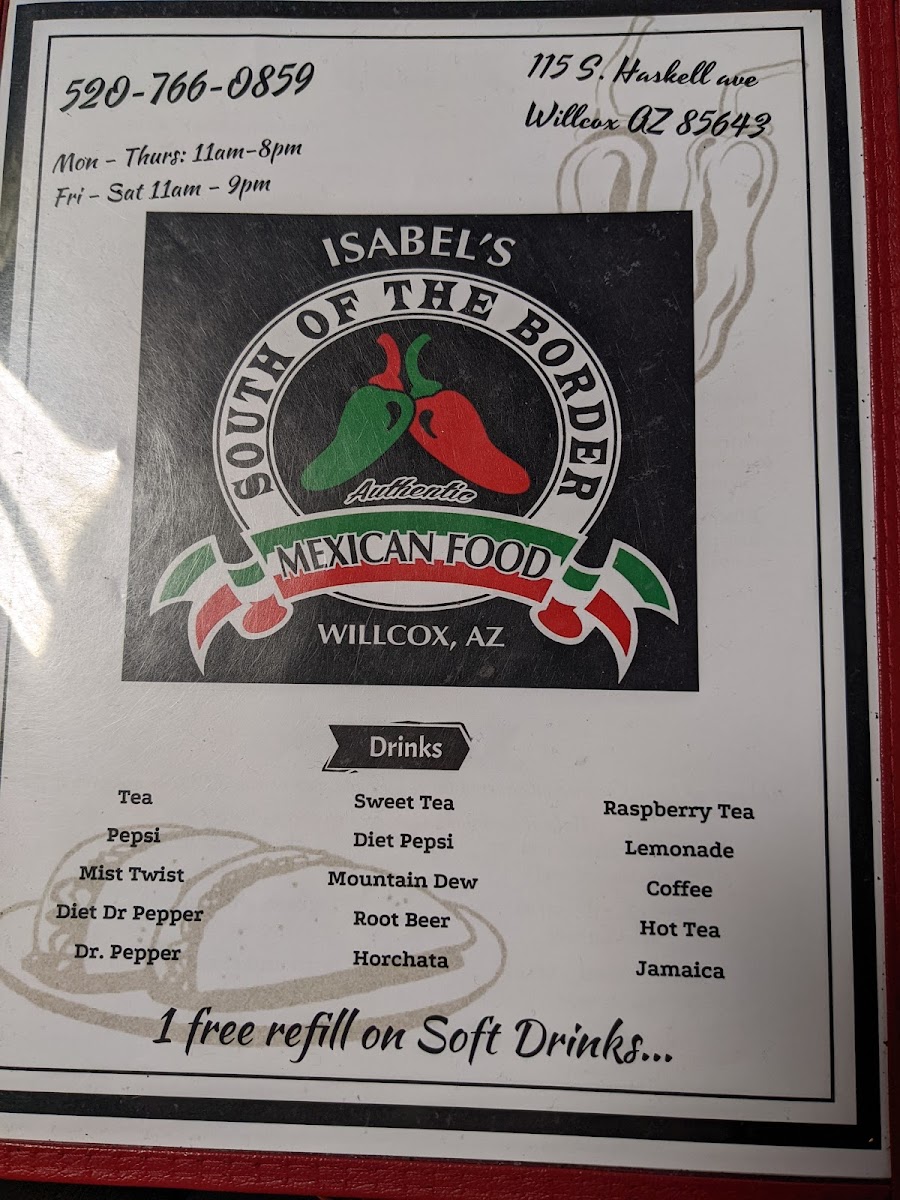 520-766-0859
115 S. Haskell ave
Willcox AZ 85643
Mon - Thurs: 11am-8pm
Fri - Sat 11am - 9pm
ISABEL'S
SOUTH OF THE BORDER
Authentic
MEXICAN FOOD
WILLCOX, AZ
Drinks
Tea
Pepsi
Mist Twist
Diet Dr Pepper
Dr. Pepper
Sweet Tea
Diet Pepsi
Mountain Dew
Root Beer
Horchata
Raspberry Tea
Lemonade
Coffee
Hot Tea
Jamaica
1 free refill on Soft Drinks...